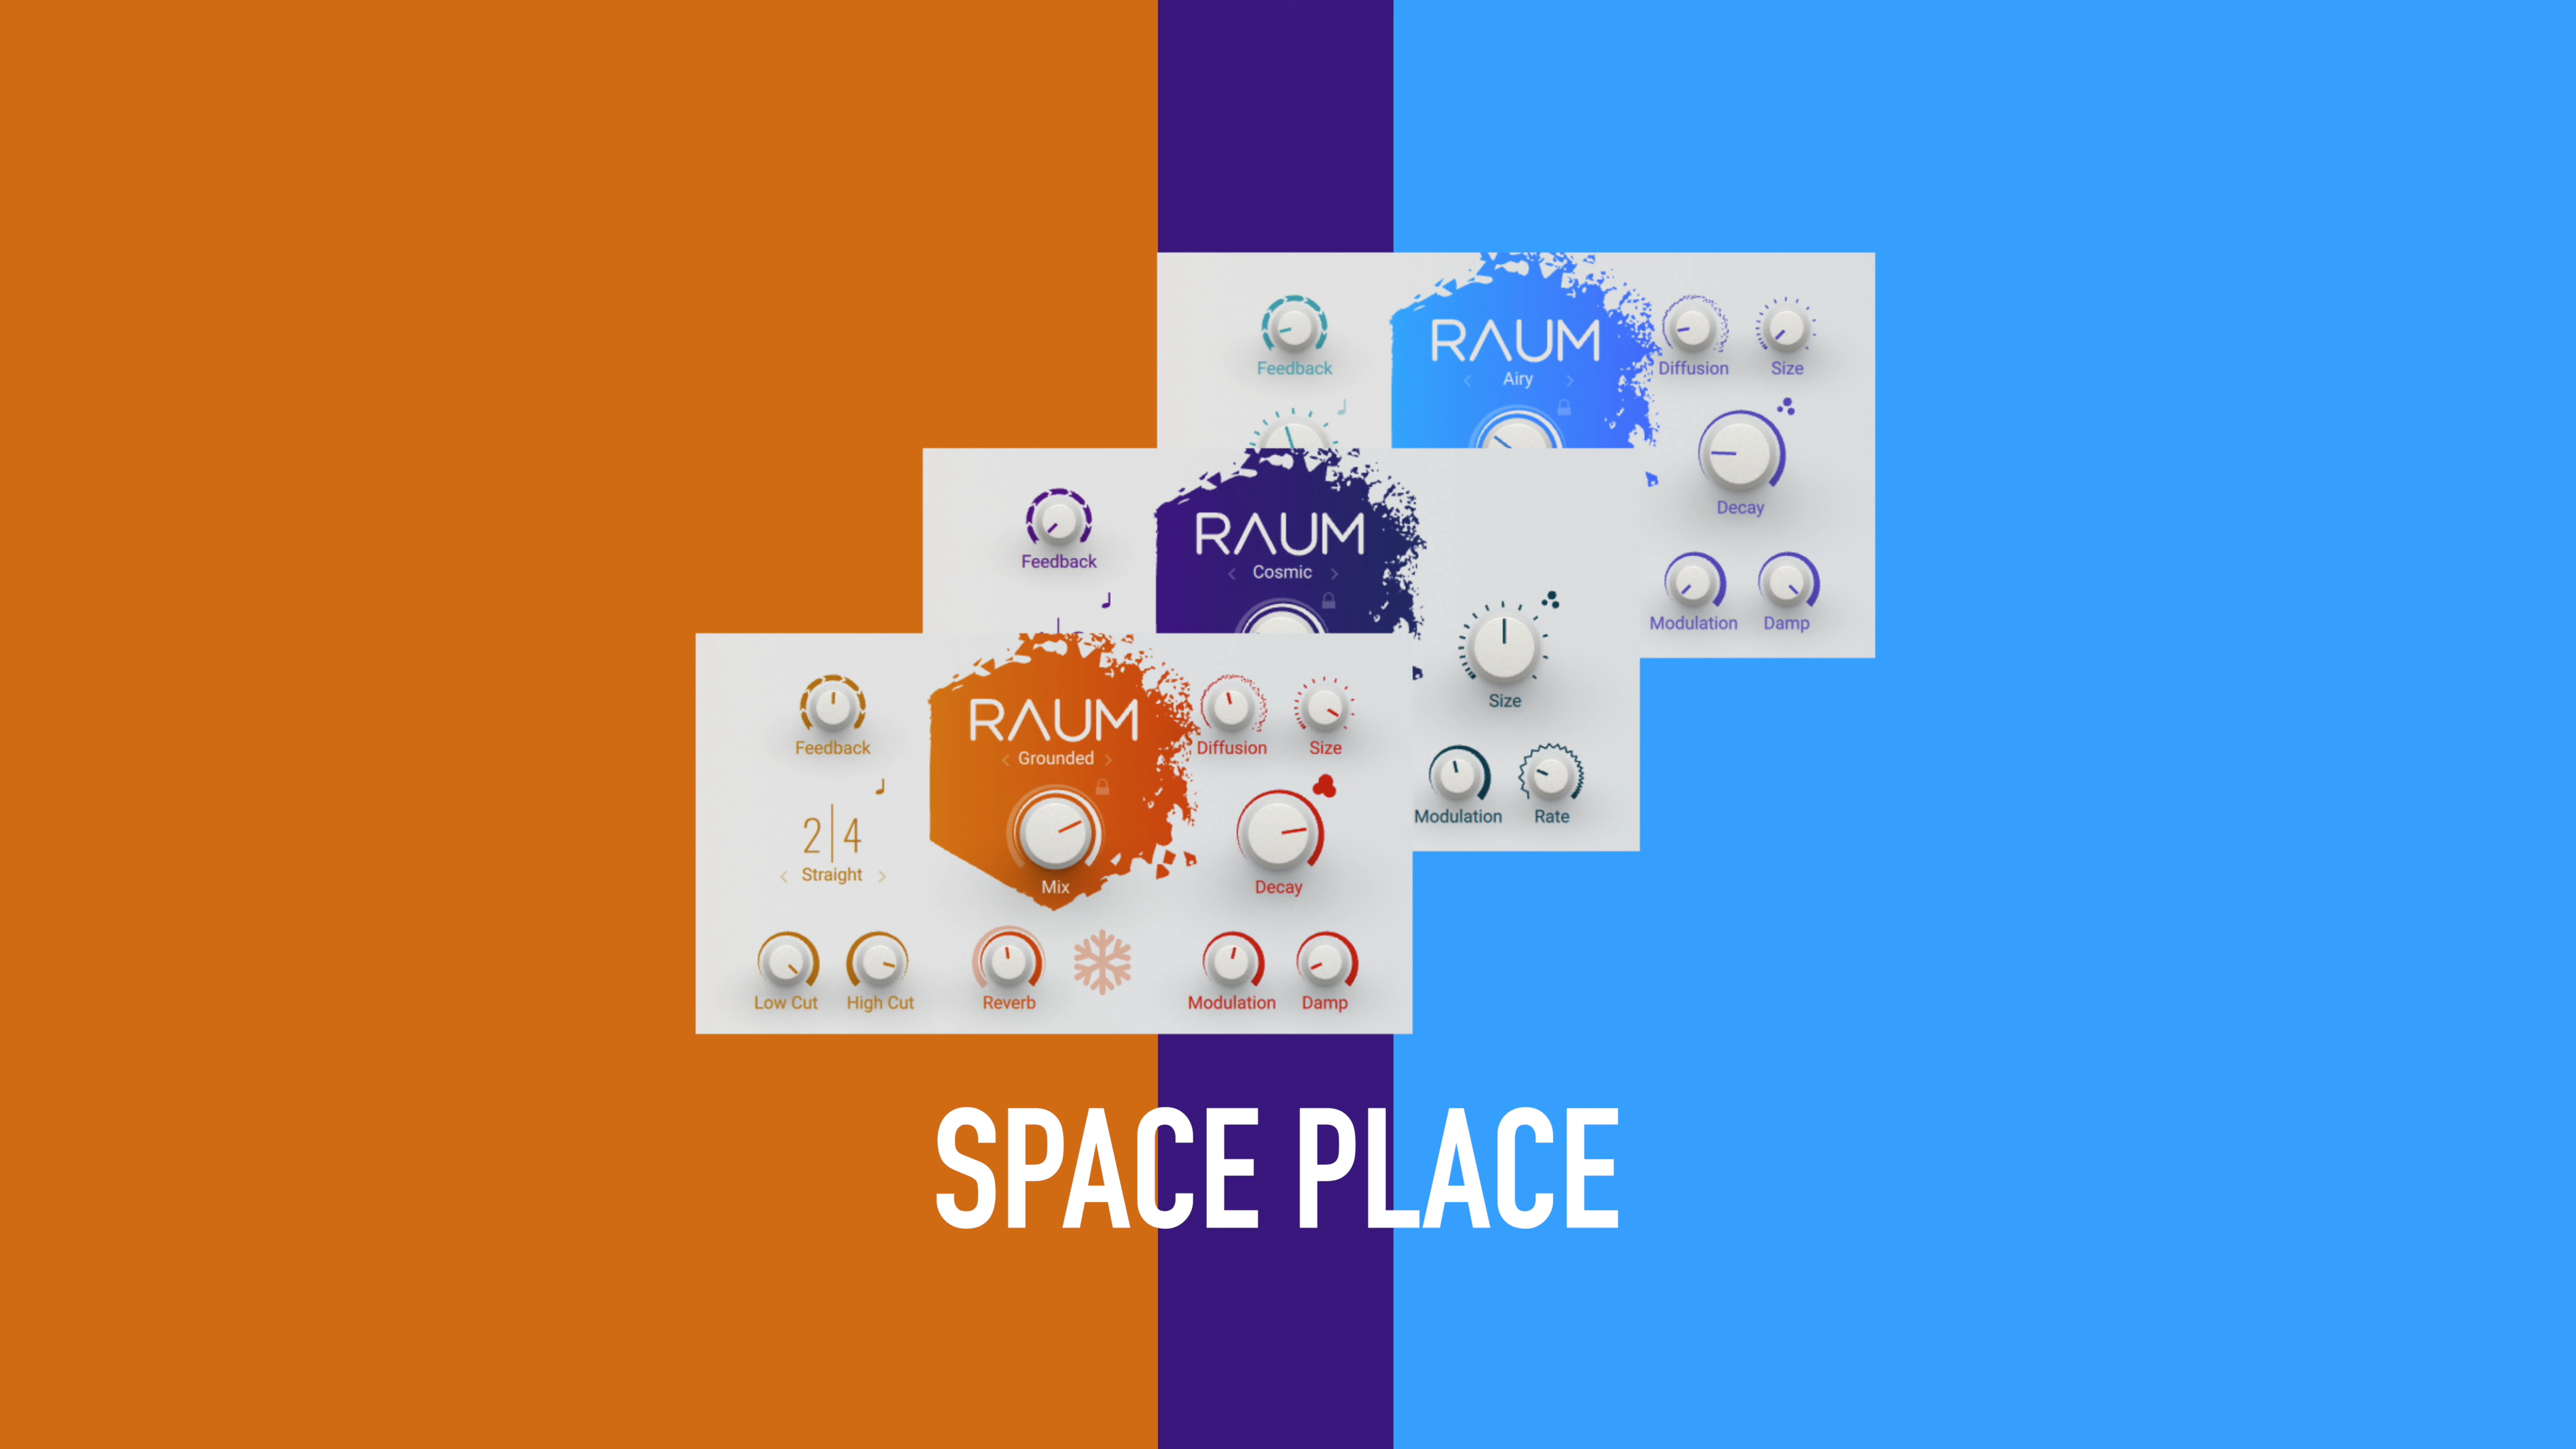 Feedback
RAUM
Airy
Diffusion
Size
Decay
Modulation
Damp
Feedback
RAUM
Cosmic
Size
Modulation
Rate
Feedback
RAUM
Grounded
Diffusion
Size
2|4
Straight
Mix
Decay
Low Cut
High Cut
Reverb
Modulation
Damp
SPACE PLACE